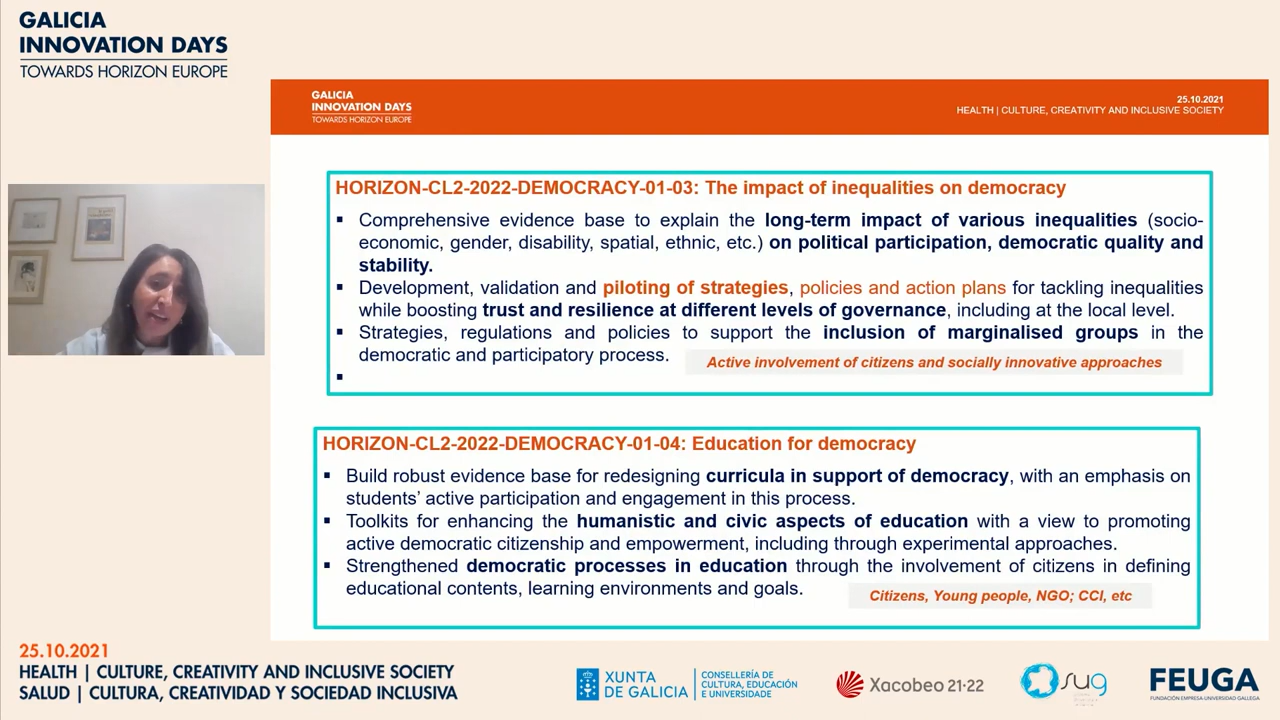 GALICIA
INNOVATION DAYS
TOWARDS HORIZON EUROPE
GALICIA
INNOVATION DAYS
TOWARDS HORIZON EUROPE
25.10.2021
HEALTH | CULTURE, CREATIVITY AND INCLUSIVE SOCIETY
HORIZON-CL2-2022-DEMOCRACY-01-03: The impact of inequalities on democracy
▪ Comprehensive evidence base to explain the long-term impact of various inequalities (socio-
economic, gender, disability, spatial, ethnic, etc.) on political participation, democratic quality and
stability.
▪ Development, validation and piloting of strategies, policies and action plans for tackling inequalities
while boosting trust and resilience at different levels of governance, including at the local level.
▪ Strategies, regulations and policies to support the inclusion of marginalised groups in the
democratic and participatory process.
Active involvement of citizens and socially innovative approaches
▪
HORIZON-CL2-2022-DEMOCRACY-01-04: Education for democracy
▪ Build robust evidence base for redesigning curricula in support of democracy, with an emphasis on
students’ active participation and engagement in this process.
▪ Toolkits for enhancing the humanistic and civic aspects of education with a view to promoting
active democratic citizenship and empowerment, including through experimental approaches.
▪ Strengthened democratic processes in education through the involvement of citizens in defining
educational contents, learning environments and goals.
Citizens, Young people, NGO; CCI, etc
25.10.2021
HEALTH | CULTURE, CREATIVITY AND INCLUSIVE SOCIETY
SALUD | CULTURA, CREATIVIDAD Y SOCIEDAD INCLUSIVA
XUNTA
DE GALICIA
CONSELLERÍA
DE CULTURA, EDUCACIÓN
E UNIVERSIDADE
Xacobeo 21·22
sug
FEUGA
FUNDACIÓN EMPRESA-UNIVERSIDAD GALLEGA